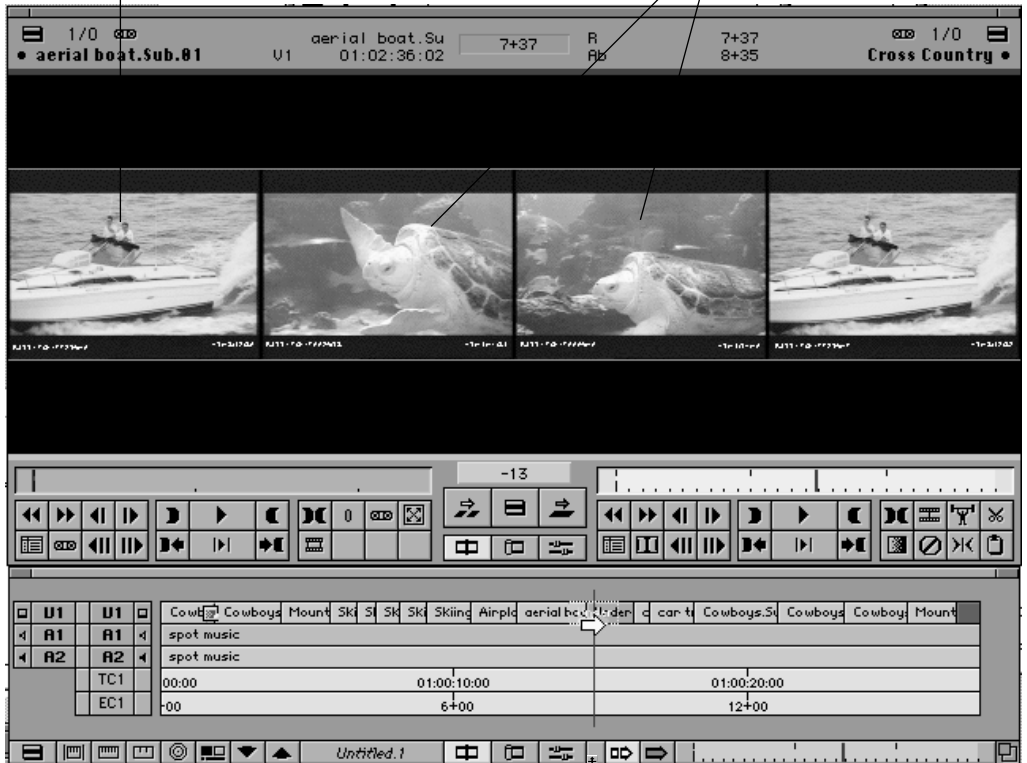 1/0
aerial boat.Sub.01
V1
aerial boat.Su
01:02:36:02
7+37
R
Ab
7+37
8+35
1/0
Cross Country
-13
0
V1 V1
Cowboys Mount Ski Sk Ski Skiing Airpla aerial boa
car t Cowboys.Su Cowboys Cowboy Mount
A1 A1 spot music
A2 A2 spot music
TC1 00:00 01:00:10:00 01:00:20:00
EC1 +00 6+00 12+00
Untitled.1